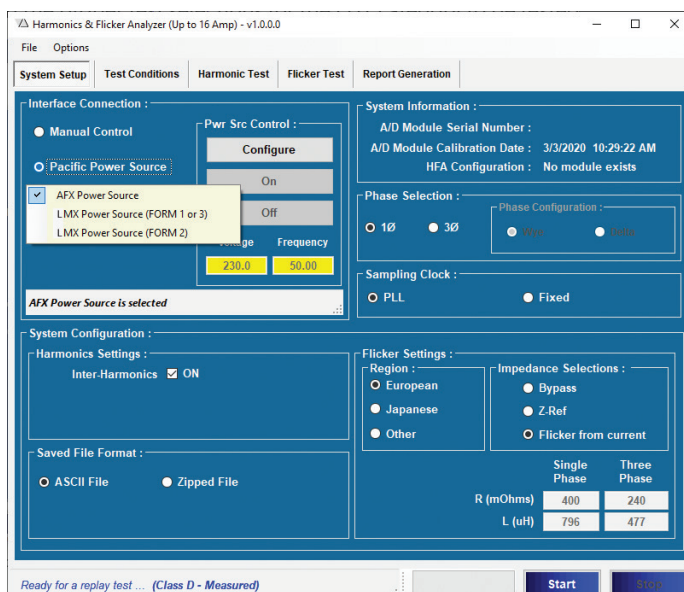 Harmonics & Flicker Analyzer (Up to 16 Amp) - v1.0.0.0
File Options
System Setup Test Conditions Harmonic Test Flicker Test Report Generation
Interface Connection :
Manual Control
Pacific Power Source
AFX Power Source
LMX Power Source (FORM 1 or 3)
LMX Power Source (FORM 2)
Pwr Src Control :
Configure
On
Off
Voltage Frequency
230.0 50.00
AFX Power Source is selected
System Information :
A/D Module Serial Number :
A/D Module Calibration Date : 3/3/2020 10:29:22 AM
HFA Configuration : No module exists
Phase Selection :
1Ø 3Ø
Phase Configuration :
Wye Delta
Sampling Clock :
PLL Fixed
System Configuration :
Harmonics Settings :
Inter-Harmonics ON
Saved File Format :
ASCII File Zipped File
Flicker Settings :
Region :
European
Japanese
Other
Impedance Selections :
Bypass
Z-Ref
Flicker from current
Single Phase Three Phase
R (mOhms) 400 240
L (uH) 796 477
Ready for a replay test ... (Class D - Measured)
Start Stop